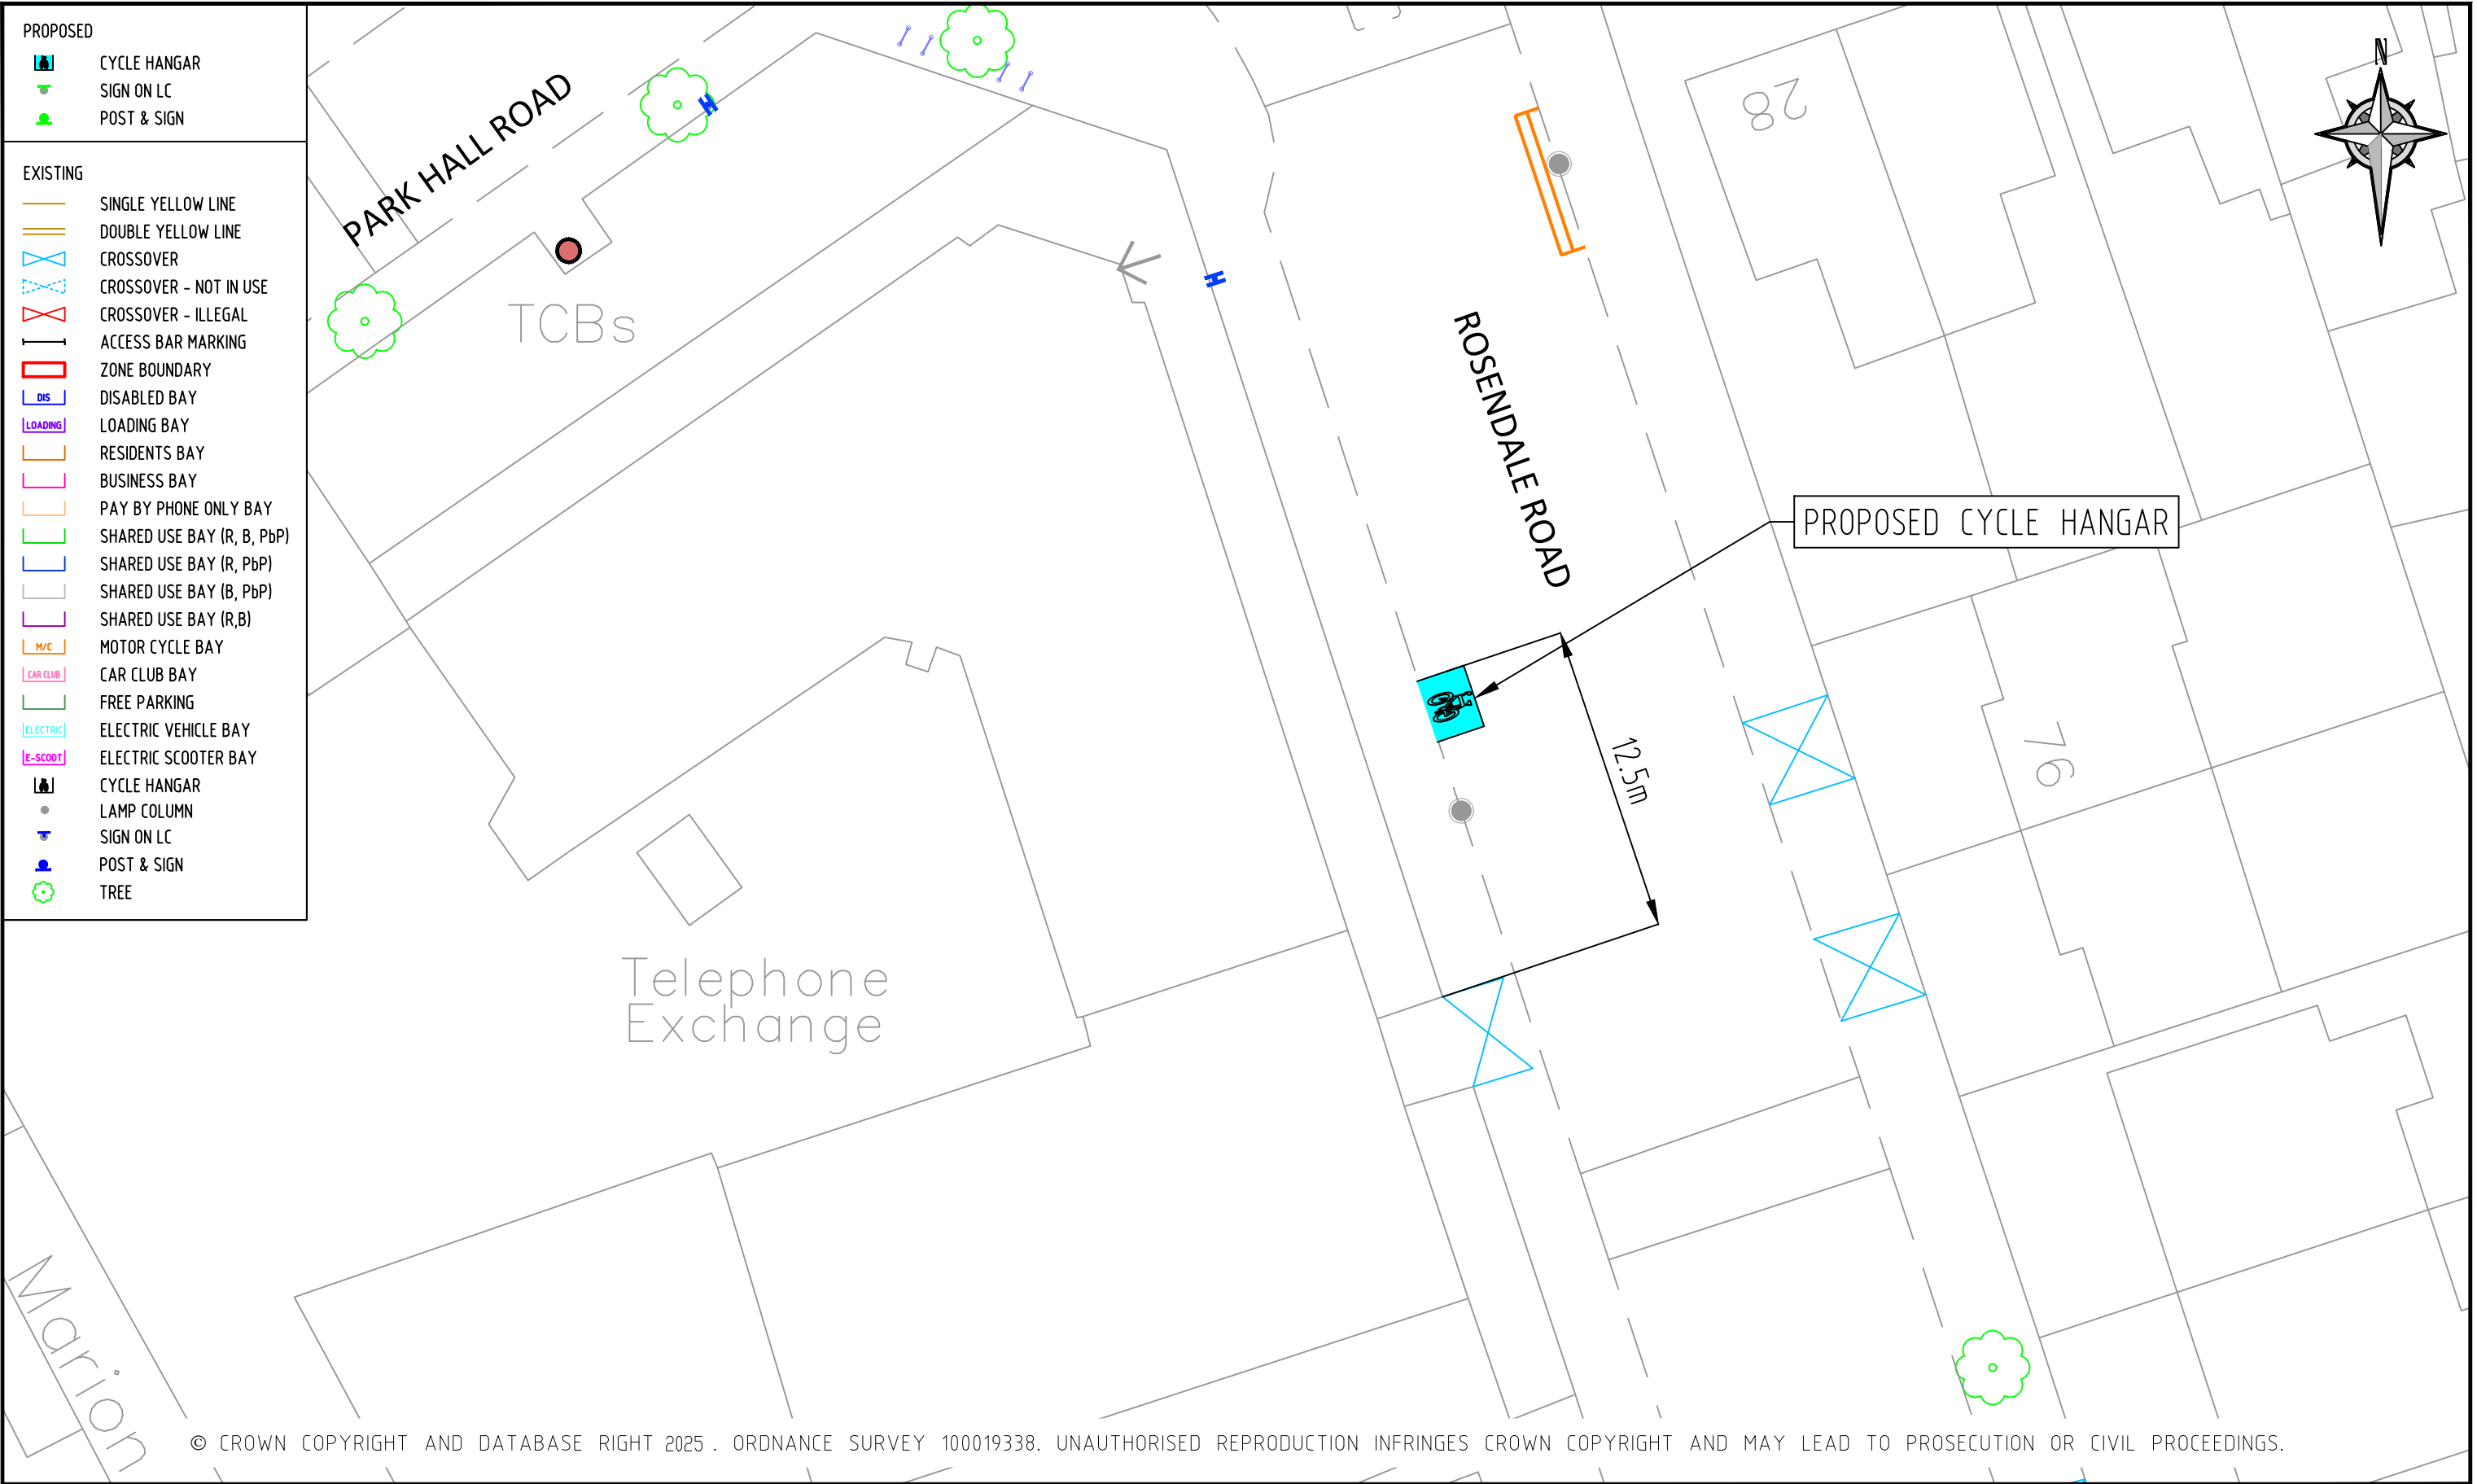 PROPOSED
CYCLE HANGAR
SIGN ON LC
POST & SIGN
EXISTING
SINGLE YELLOW LINE
DOUBLE YELLOW LINE
CROSSOVER
CROSSOVER - NOT IN USE
CROSSOVER - ILLEGAL
ACCESS BAR MARKING
ZONE BOUNDARY
DIS DISABLED BAY
LOADING LOADING BAY
RESIDENTS BAY
BUSINESS BAY
PAY BY PHONE ONLY BAY
SHARED USE BAY (R, B, PbP)
SHARED USE BAY (R, PbP)
SHARED USE BAY (B, PbP)
SHARED USE BAY (R,B)
M/C MOTOR CYCLE BAY
CAR CLUB CAR CLUB BAY
FREE PARKING
ELECTRIC ELECTRIC VEHICLE BAY
E-SCOOT ELECTRIC SCOOTER BAY
CYCLE HANGAR
LAMP COLUMN
SIGN ON LC
POST & SIGN
TREE
PARK HALL ROAD
TCBs
28
N
ROSENDALE ROAD
PROPOSED CYCLE HANGAR
12.5m
76
Telephone
Exchange
Marion
© CROWN COPYRIGHT AND DATABASE RIGHT 2025 . ORDNANCE SURVEY 100019338. UNAUTHORISED REPRODUCTION INFRINGES CROWN COPYRIGHT AND MAY LEAD TO PROSECUTION OR CIVIL PROCEEDINGS.